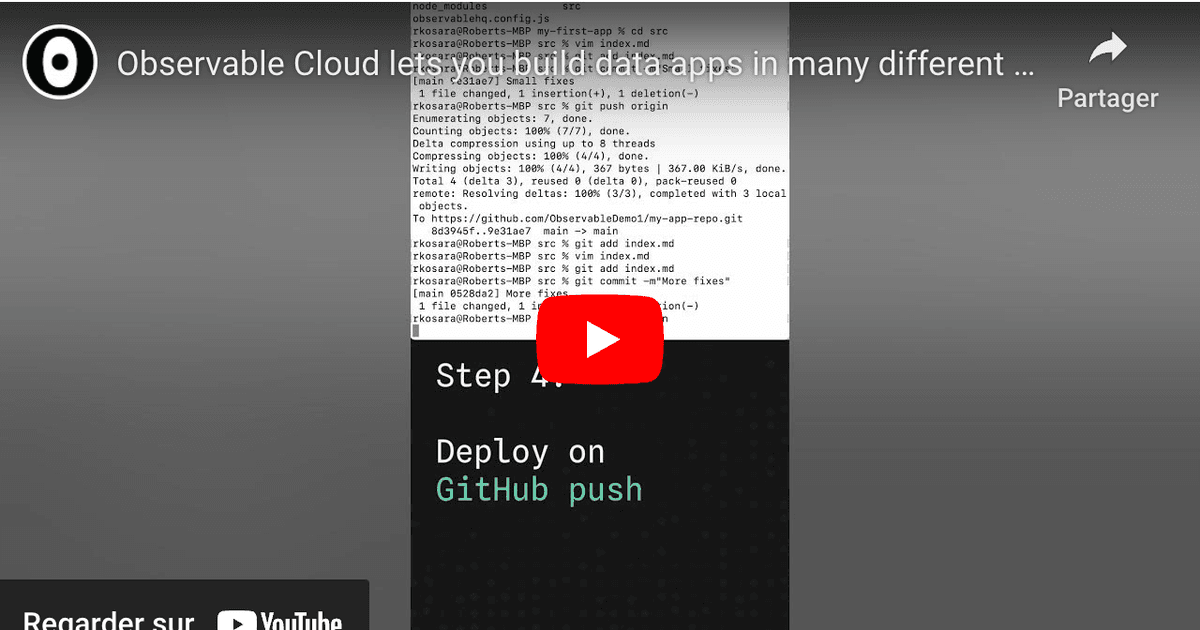 node_modules src
observablehq.config.js
rkosara@Roberts-MBP my-first-app % cd src
rkosara@Roberts-MBP src % vim index.md
Observable Cloud lets you build data apps in many different ...
Partager
[main 9e31ae7] Small fixes
1 file changed, 1 insertion(+), 1 deletion(-)
rkosara@Roberts-MBP src % git push origin
Enumerating objects: 7, done.
Counting objects: 100% (7/7), done.
Delta compression using up to 8 threads
Compressing objects: 100% (4/4), done.
Writing objects: 100% (4/4), 367 bytes | 367.00 KiB/s, done.
Total 4 (delta 3), reused 0 (delta 0), pack-reused 0
remote: Resolving deltas: 100% (3/3), completed with 3 local
objects.
To https://github.com/ObservableDemo1/my-app-repo.git
8d3945f..9e31ae7 main -> main
rkosara@Roberts-MBP src % git add index.md
rkosara@Roberts-MBP src % vim index.md
rkosara@Roberts-MBP src % git add index.md
rkosara@Roberts-MBP src % git commit -m"More fixes"
[main 0528da2] More fixes
1 file changed, 1
rkosara@Roberts-MBP
Step 4:
Deploy on
GitHub push
Regarder sur YouTube